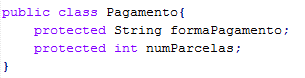 public class Pagamento{
    protected String formaPagamento;
    protected int numParcelas;
}